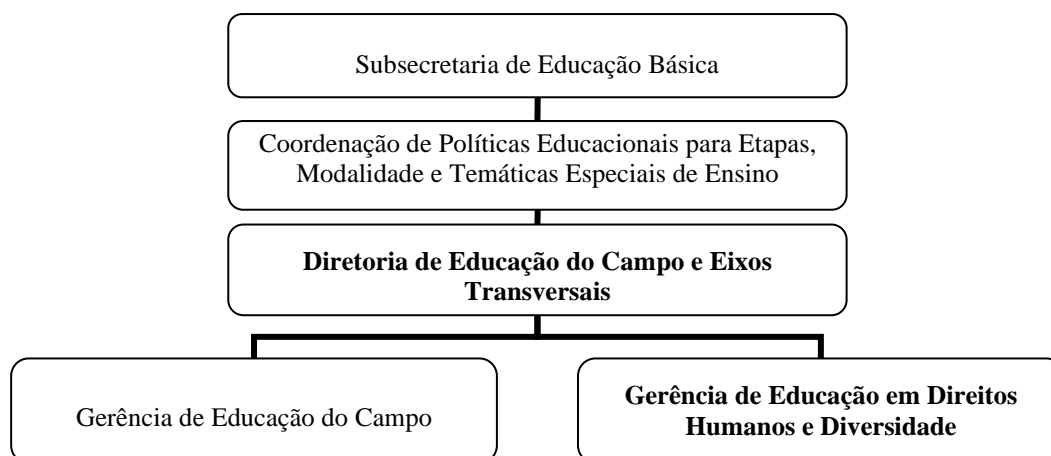 Subsecretaria de Educação Básica
Coordenação de Políticas Educacionais para Etapas,
Modalidade e Temáticas Especiais de Ensino
Diretoria de Educação do Campo e Eixos
Transversais
Gerência de Educação do Campo
Gerência de Educação em Direitos
Humanos e Diversidade